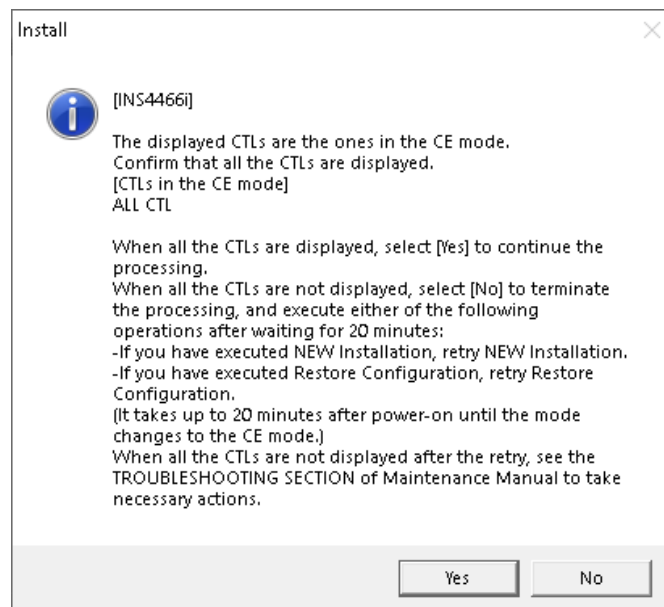 Install
[INS4466i]
The displayed CTLs are the ones in the CE mode.
Confirm that all the CTLs are displayed.
[CTLs in the CE mode]
ALL CTL
When all the CTLs are displayed, select [Yes] to continue the
processing.
When all the CTLs are not displayed, select [No] to terminate
the processing, and execute either of the following
operations after waiting for 20 minutes:
-If you have executed NEW Installation, retry NEW Installation.
-If you have executed Restore Configuration, retry Restore
Configuration.
(It takes up to 20 minutes after power-on until the mode
changes to the CE mode.)
When all the CTLs are not displayed after the retry, see the
TROUBLESHOOTING SECTION of Maintenance Manual to take
necessary actions.
Yes
No